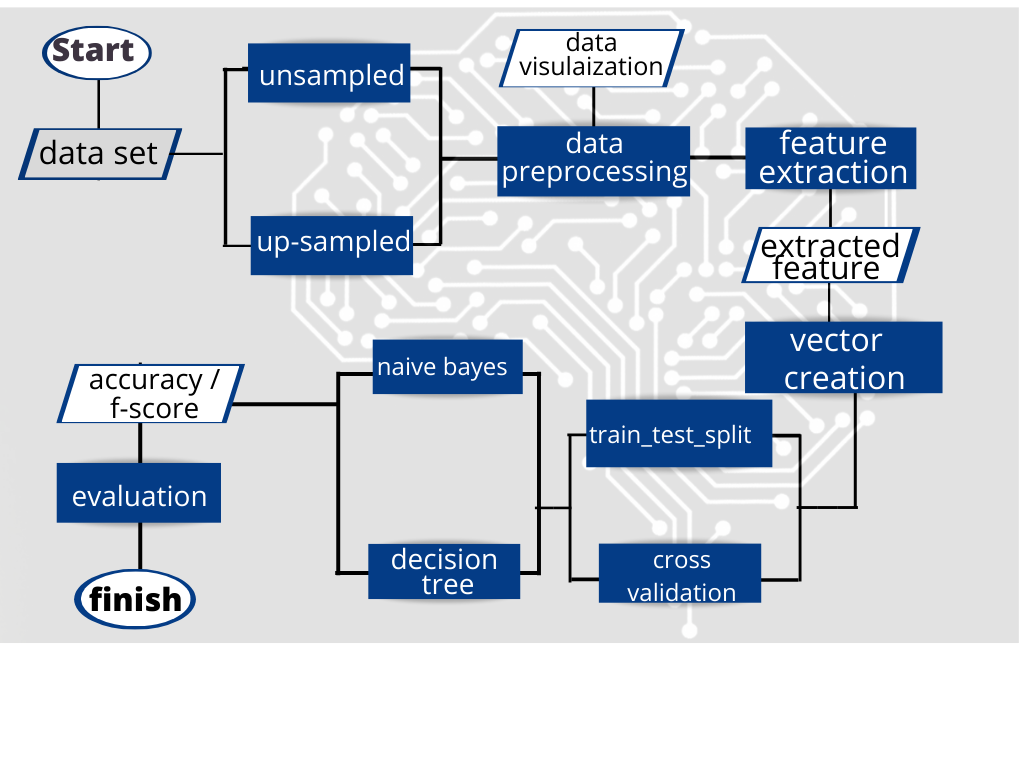 Start
data set
unsampled
up-sampled
data
visulaization
data
preprocessing
feature
extraction
extracted
feature
vector
creation
train_test_split
cross
validation
naive bayes
decision
tree
accuracy /
f-score
evaluation
finish